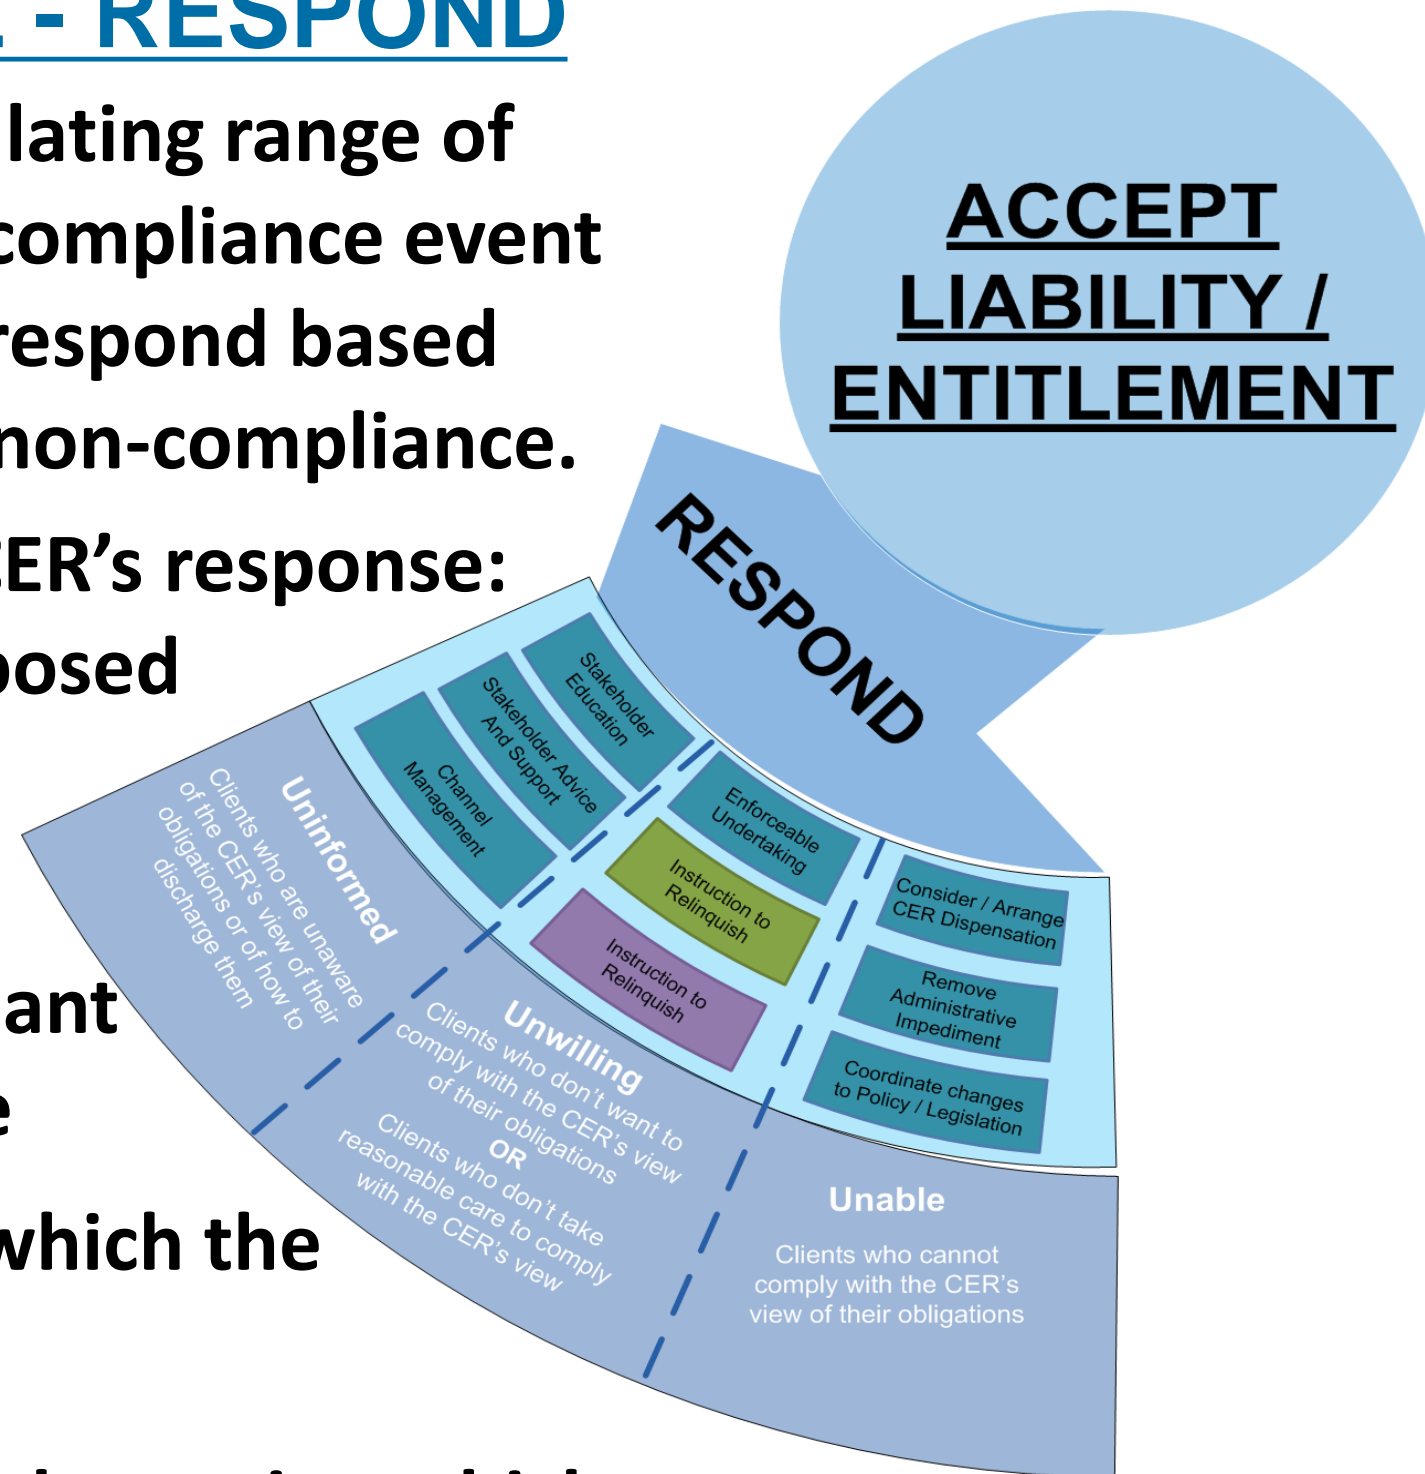 - RESPOND
lating range of
compliance event
respond based
non-compliance.
CER’s response:
posed
ant
e
which the
ACCEPT
LIABILITY /
ENTITLEMENT
RESPOND
Stakeholder
Education
Stakeholder Advice
And Support
Channel
Management
Enforceable
Undertaking
Instruction to
Relinquish
Instruction to
Relinquish
Consider / Arrange
CER Dispensation
Remove
Administrative
Impediment
Coordinate changes
to Policy / Legislation
Uninformed
Clients who are unaware
of the CER’s view of their
obligations or of how to
discharge them
Unwilling
Clients who don’t want to
comply with the CER’s view
of their obligations
OR
Clients who don’t take
reasonable care to comply
with the CER’s view
Unable
Clients who cannot
comply with the CER’s
view of their obligations